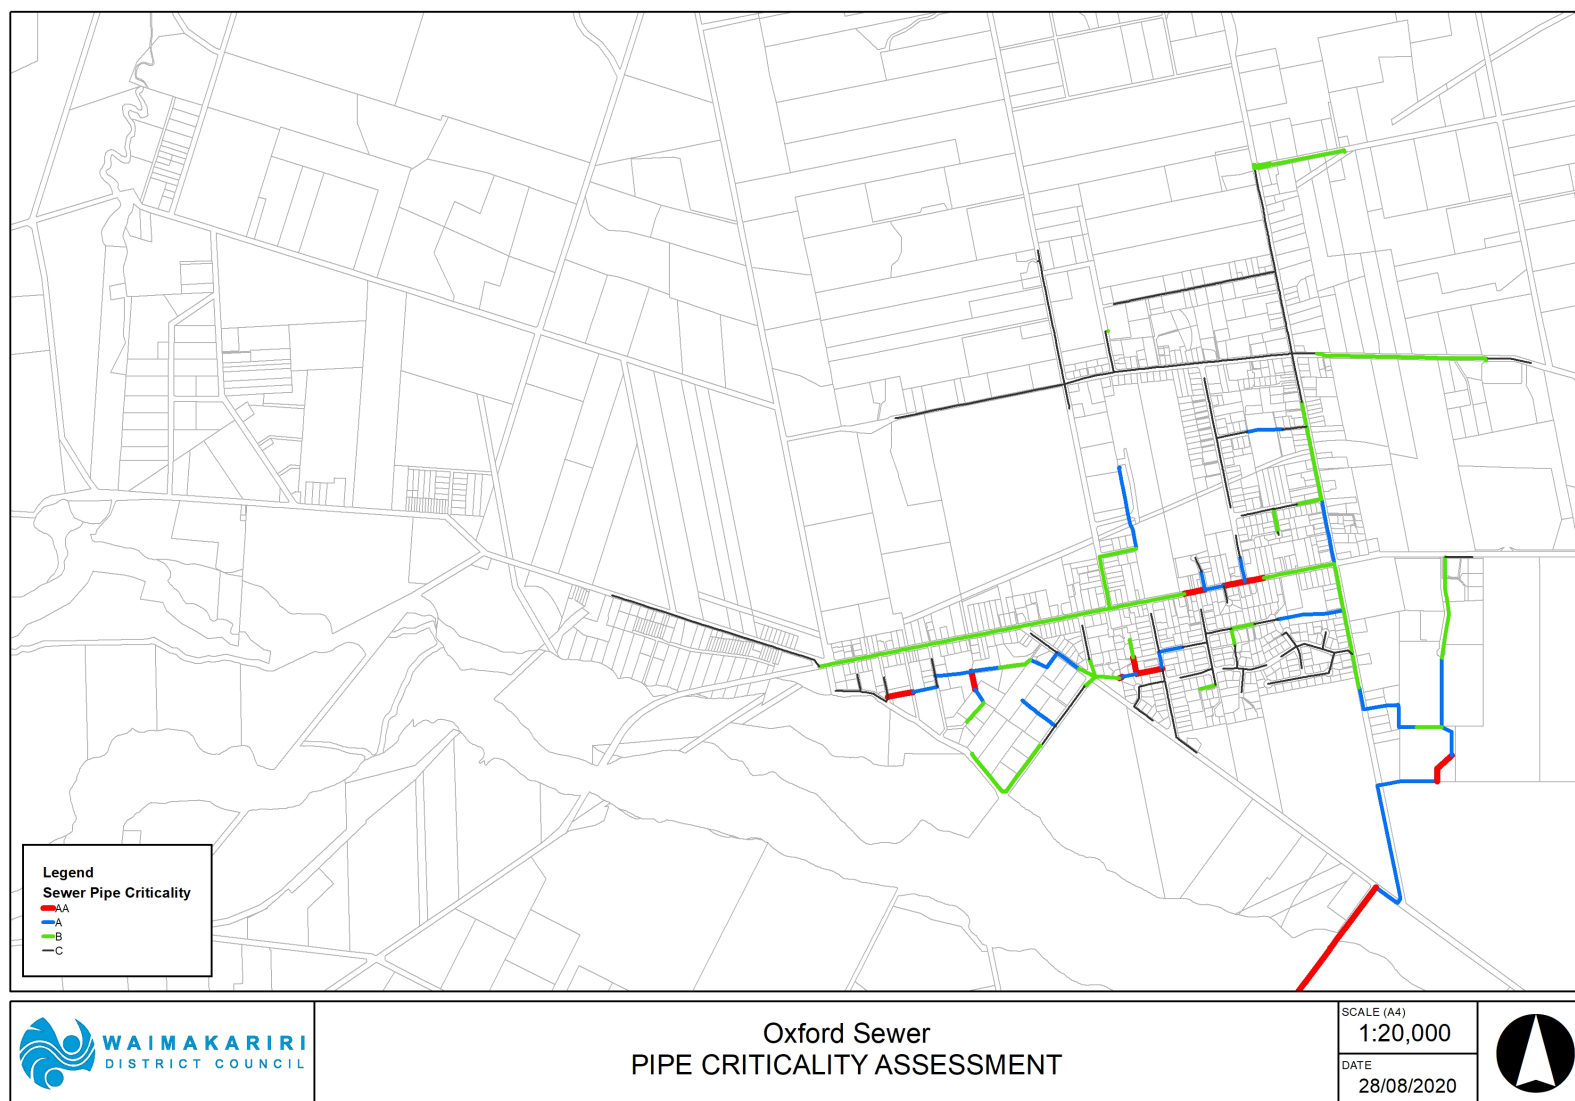 Legend
Sewer Pipe Criticality
AA
A
B
C
WAIMAKARIRI
DISTRICT COUNCIL
Oxford Sewer
PIPE CRITICALITY ASSESSMENT
SCALE (A4)
1:20,000
DATE
28/08/2020